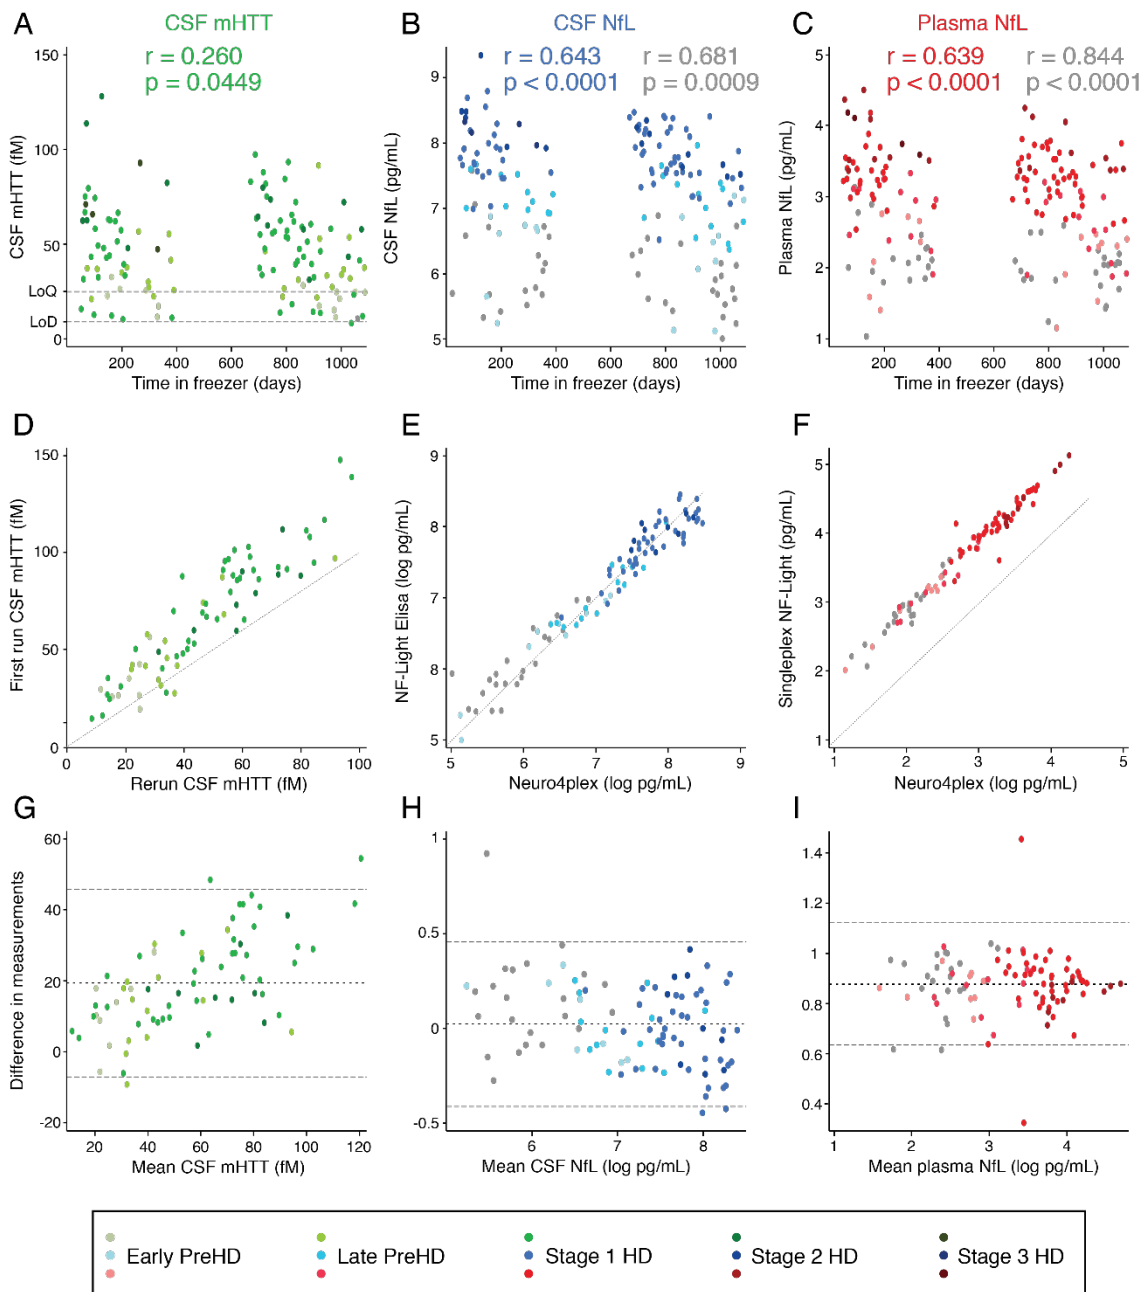 A
CSF mHTT
r = 0.260
p = 0.0449
CSF mHTT (fM)
150
100
50
LoQ
LoD
0
200
400
600
800
1000
Time in freezer (days)
B
CSF NfL
r = 0.643
p < 0.0001
r = 0.681
p = 0.0009
CSF NfL (pg/mL)
9
8
7
6
5
200
400
600
800
1000
Time in freezer (days)
C
Plasma NfL
r = 0.639
p < 0.0001
r = 0.844
p < 0.0001
Plasma NfL (pg/mL)
5
4
3
2
1
200
400
600
800
1000
Time in freezer (days)
D
First run CSF mHTT (fM)
150
100
50
0
0
20
40
60
80
100
Rerun CSF mHTT (fM)
E
NF-Light Elisa (log pg/mL)
9
8
7
8
5
5
6
7
8
9
Neuro4plex (log pg/mL)
F
Singleplex NF-Light (pg/mL)
5
4
3
2
1
1
2
3
4
5
Neuro4plex (log pg/mL)
G
Difference in measurements
60
40
20
0
-20
20
40
60
80
100
120
Mean CSF mHTT (fM)
H
1
0.5
0
-0.5
6
7
8
Mean CSF NfL (log pg/mL)
I
1.4
1.2
1
0.8
0.6
0.4
1
2
3
4
Mean plasma NfL (log pg/mL)
Early PreHD
Late PreHD
Stage 1 HD
Stage 2 HD
Stage 3 HD